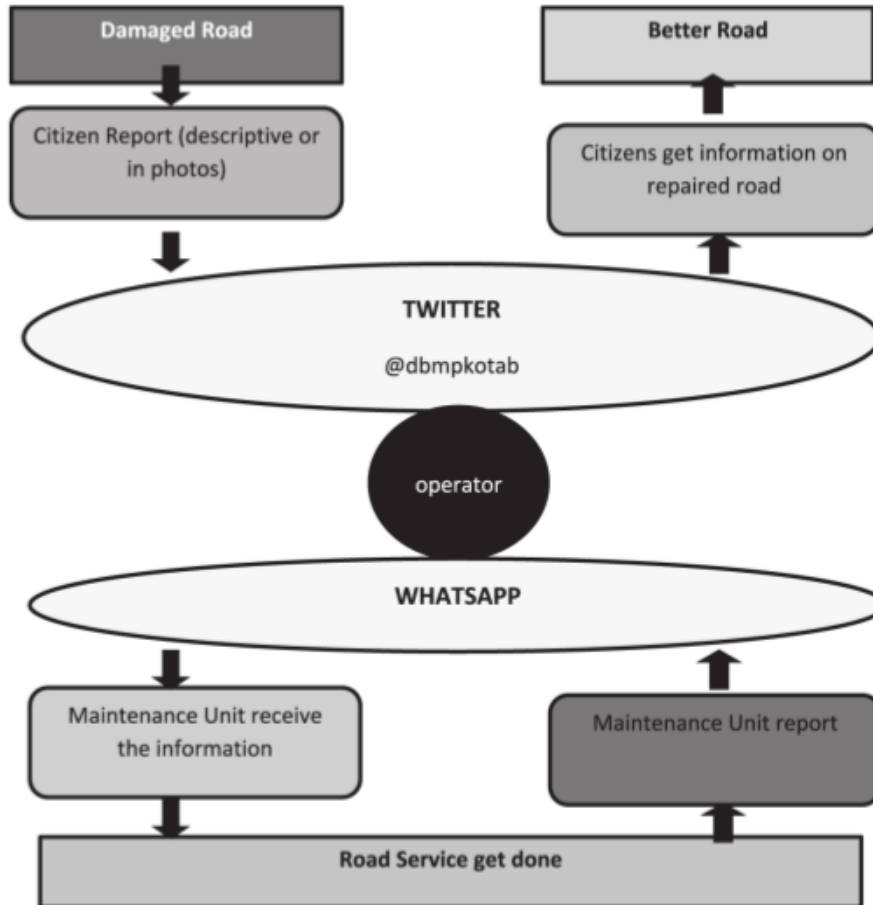 Damaged Road
Better Road
Citizen Report (descriptive or
in photos)
Citizens get information on
repaired road
TWITTER
@dbmpkotab
operator
WHATSAPP
Maintenance Unit receive
the information
Maintenance Unit report
Road Service get done